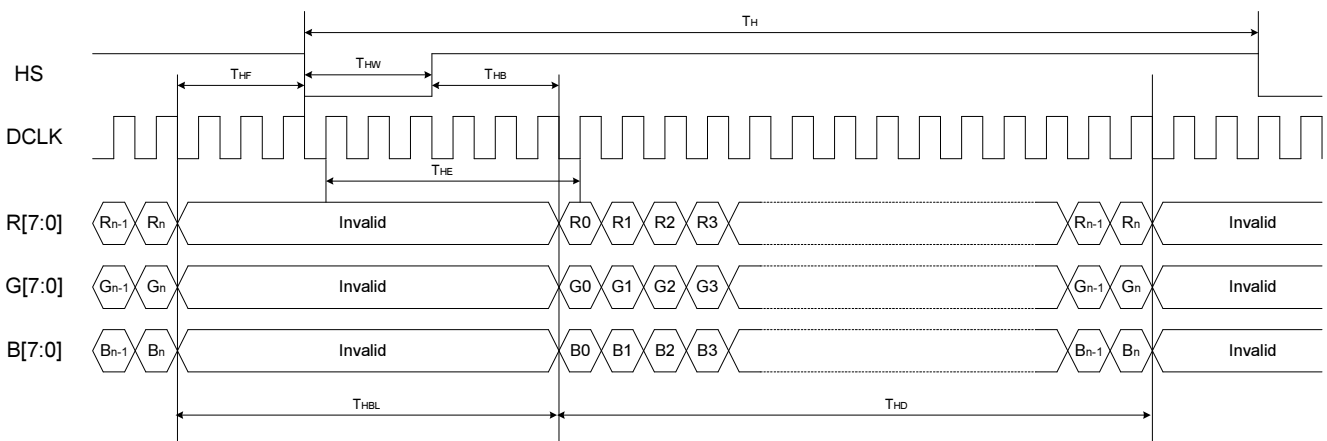 TH
HS
THF
THW
THB
DCLK
THE
R[7:0]
Rn-1 Rn Invalid R0 R1 R2 R3 Rn-1 Rn Invalid
G[7:0]
Gn-1 Gn Invalid G0 G1 G2 G3 Gn-1 Gn Invalid
B[7:0]
Bn-1 Bn Invalid B0 B1 B2 B3 Bn-1 Bn Invalid
THBL
THD